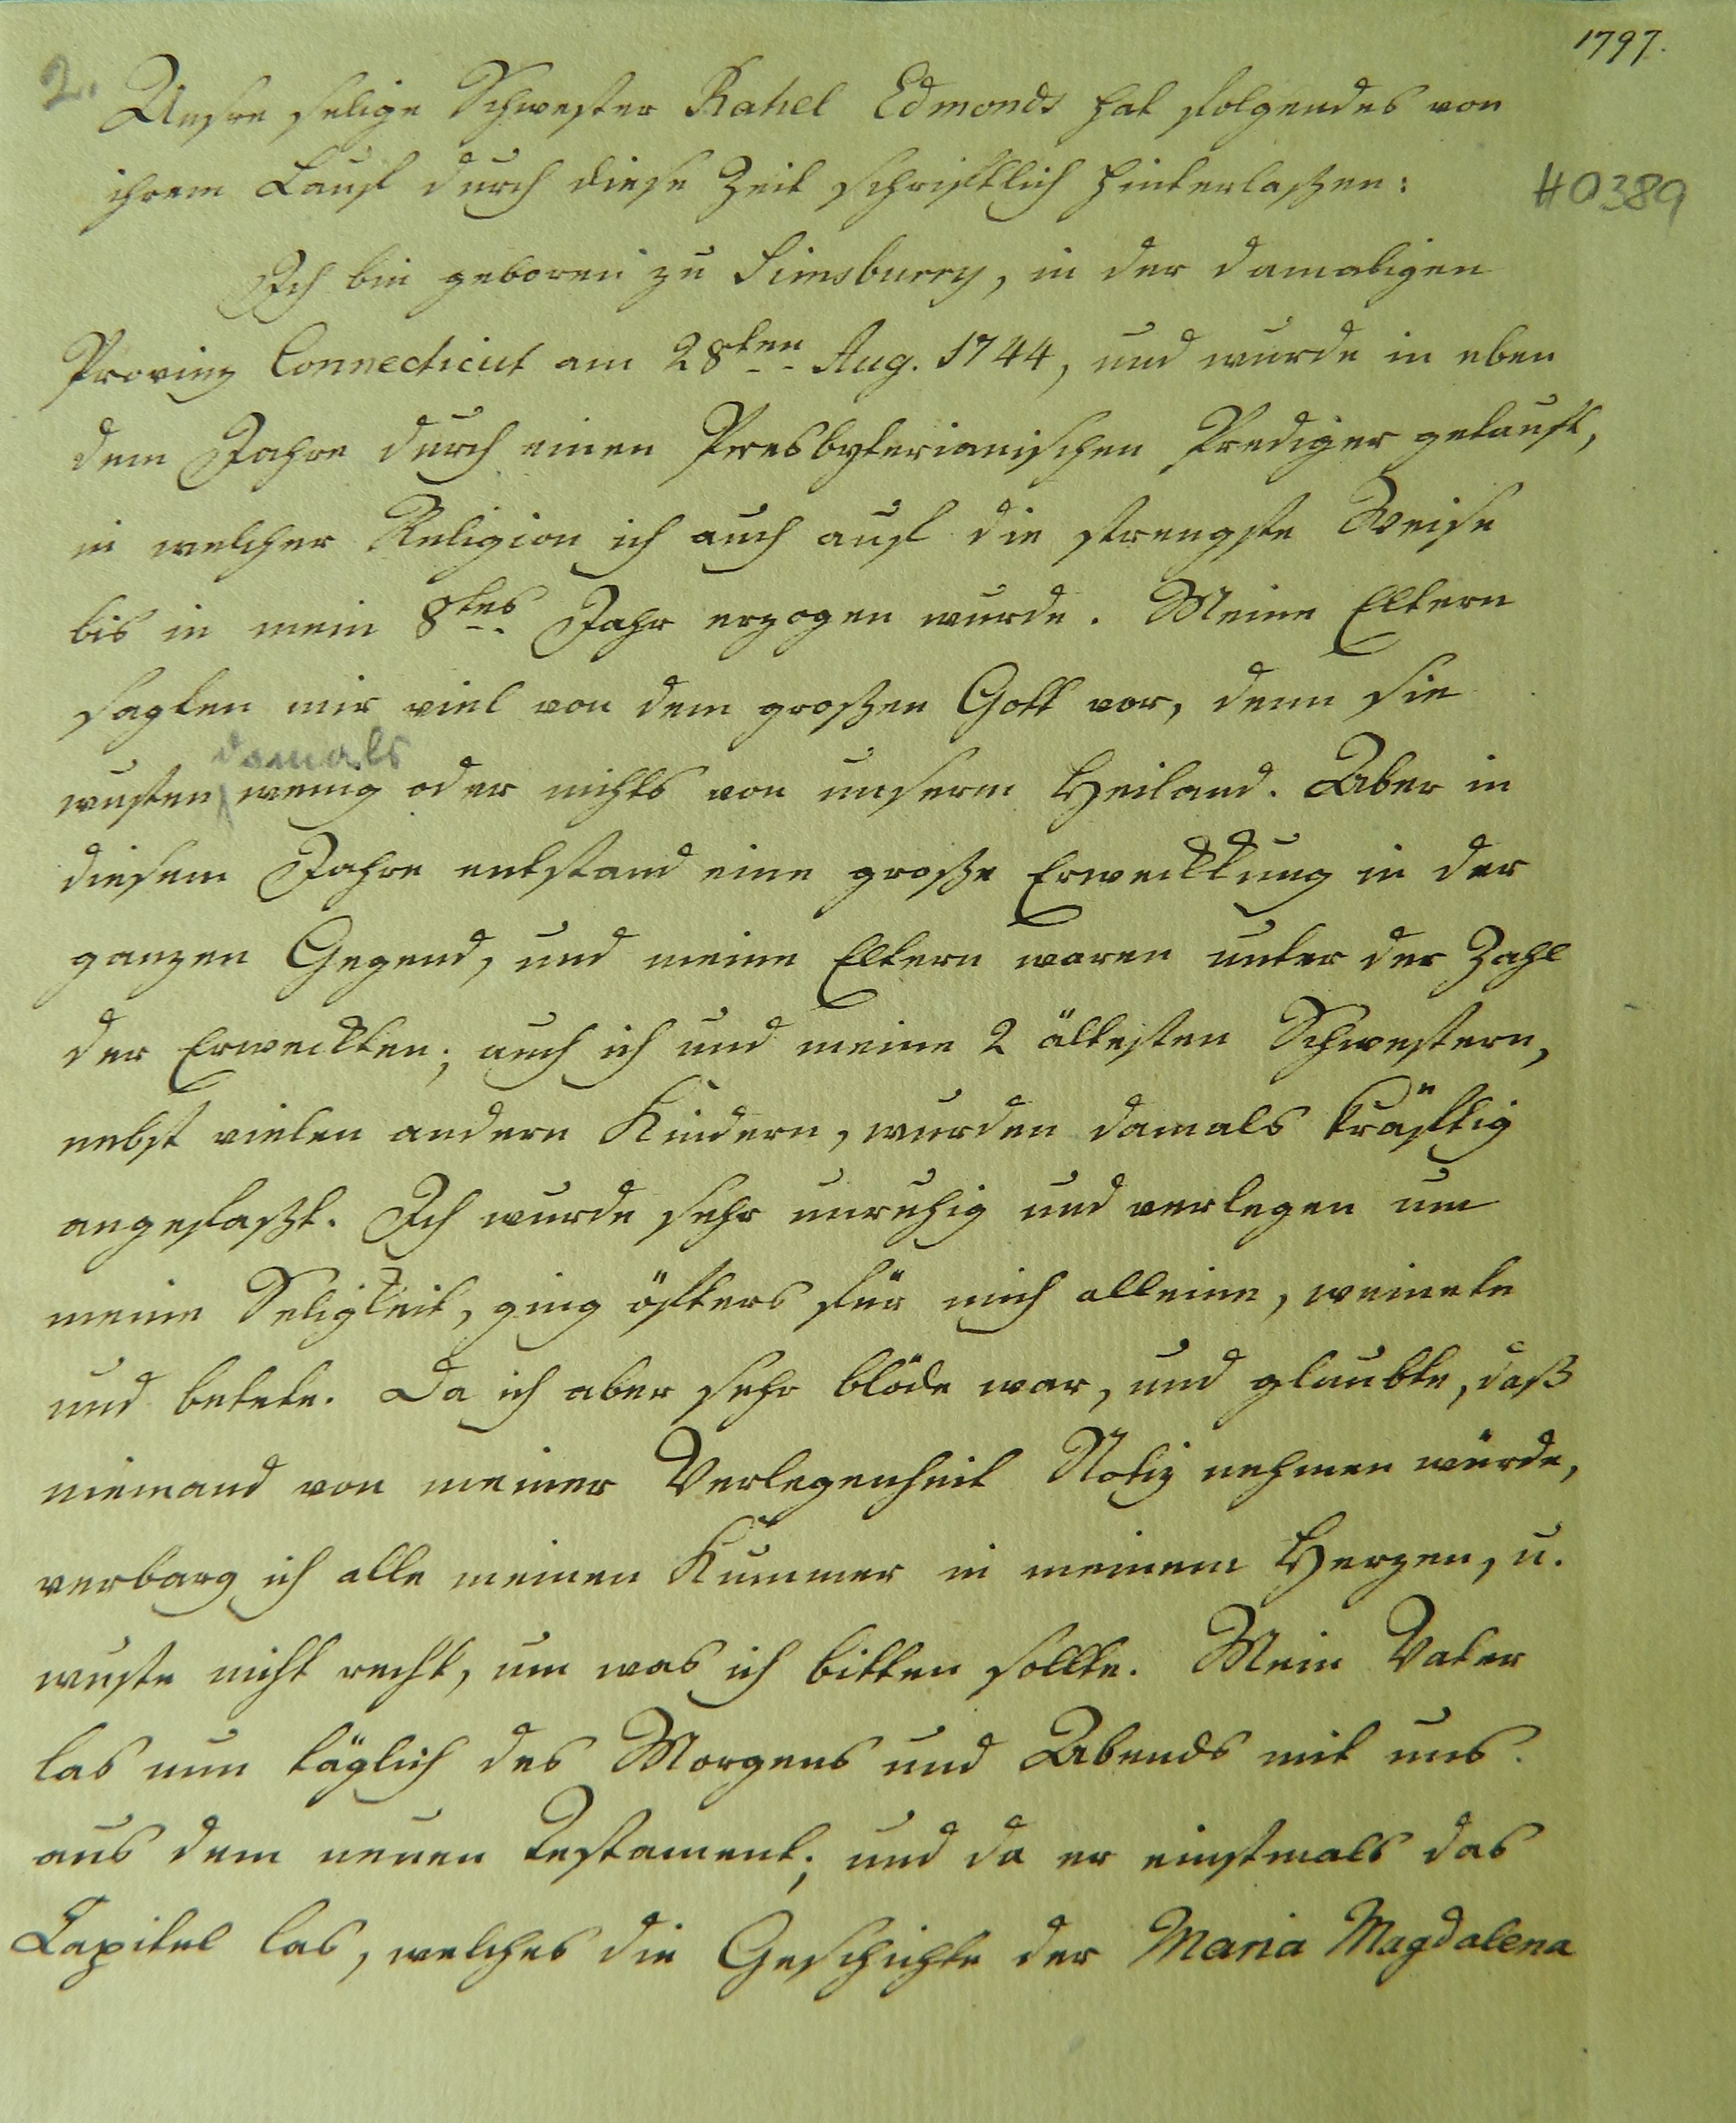 1797.
2.
Unsre selige Schwester Rahel Edmonds hat folgendes von
ihrem Lauf durch diese Zeit schriftlich hinterlaßen:
#0389
Ich bin geboren zu Simsburry, in der damaligen
Provinz Connecticut am 28ten Aug. 1744, und wurde in eben
dem Jahre durch einen Presbyterianischen Prediger getauft,
in welcher Religion ich auch auf die strengste Weise
bis in mein 8tes Jahr erzogen wurde. Meine Eltern
sagten mir viel von dem großen Gott vor, denn sie
damals
wusten wenig oder nichts von unserm Heiland. Aber in
diesem Jahre entstand eine große Erweckkung in der
ganzen Gegend, und meine Eltern waren unter der Zahl
der Erweckten; auch ich und meine 2 ältesten Schwestern,
nebst vielen andern Kindern, wurden damals kräftig
angefaßt. Ich wurde sehr unruhig und verlegen um
meine Seligkeit, ging öfters für mich alleine, weinete
und betete. Da ich aber sehr blöde war, und glaubte, daß
niemand von meiner Verlegenheit Notiz nehmen würde,
verbarg ich alle meinen Kummer in meinem Herzen, u.
wuste nicht recht, um was ich bitten sollte. Mein Vater
las nun täglich des Morgens und Abends mit uns
aus dem neuen Testament; und da er einstmals das
Capitel las, welches die Geschichte der Maria Magdalena